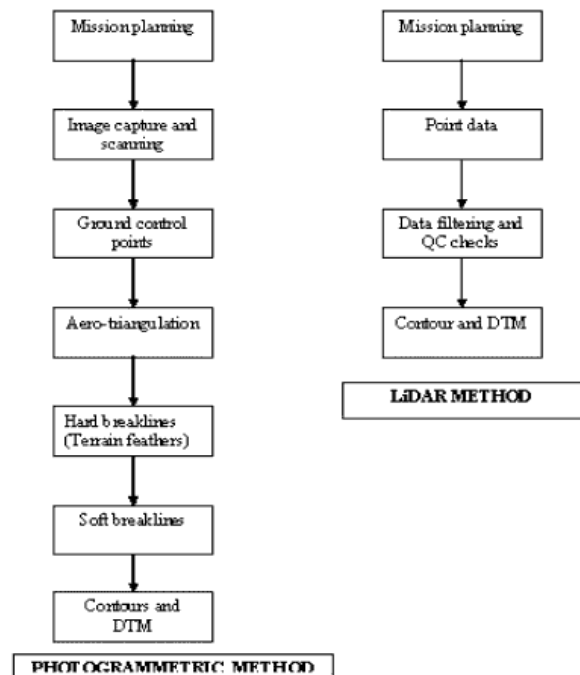 Mission planning
Image capture and
scanning
Ground control
points
Aero-triangulation
Hard breaklines
(Terrain feathers)
Soft breaklines
Contours and
DTM
PHOTOGRAMMETRIC METHOD
Mission planning
Point data
Data filtering and
QC checks
Contour and DTM
LiDAR METHOD